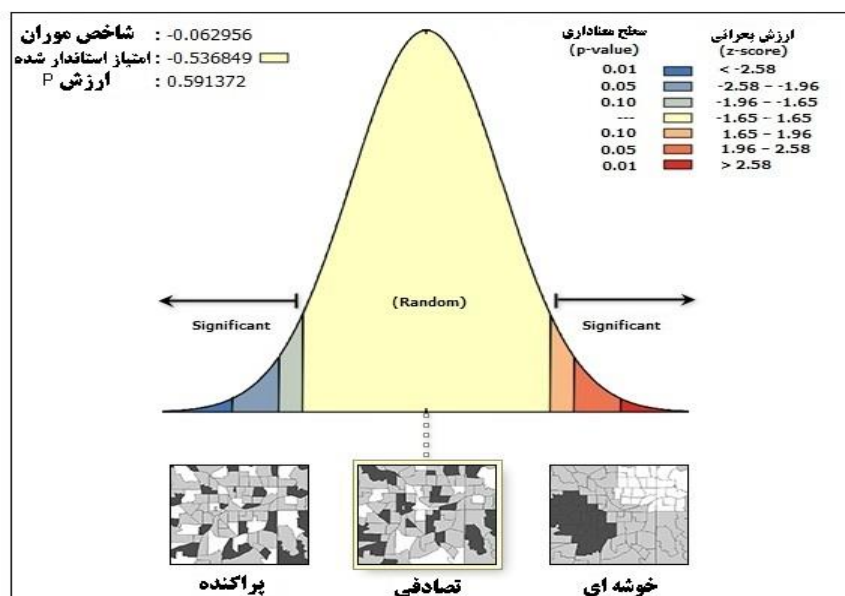 شاخص موران : -0.062956
امتیاز استاندار شده : -0.536849
ارزش P : 0.591372
سطح معناداری
(p-value)
ارزش بحرانی
(z-score)
0.01 < -2.58
0.05 -2.58 – -1.96
0.10 -1.96 – -1.65
--- -1.65 – 1.65
0.10 1.65 – 1.96
0.05 1.96 – 2.58
0.01 > 2.58
(Random)
Significant
Significant
پراکنده
تصادفی
خوشه ای